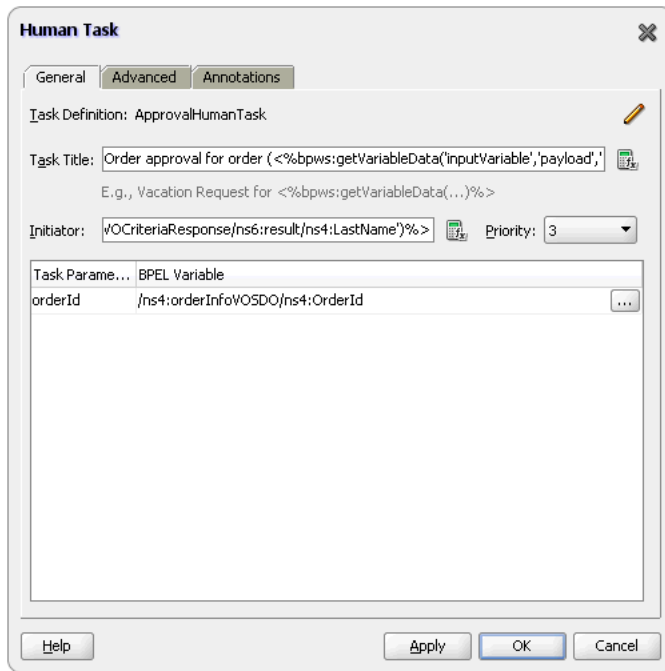 Human Task
General Advanced Annotations
Task Definition: ApprovalHumanTask
Task Title: Order approval for order (<%bpws:getVariableData('inputVariable','payload','
E.g., Vacation Request for <%bpws:getVariableData(...)%>
Initiator: /OCriteriaResponse/ns6:result/ns4:LastName')%> Priority: 3
Task Parame... BPEL Variable
orderId /ns4:orderInfoVOSDO/ns4:OrderId ...
Help Apply OK Cancel